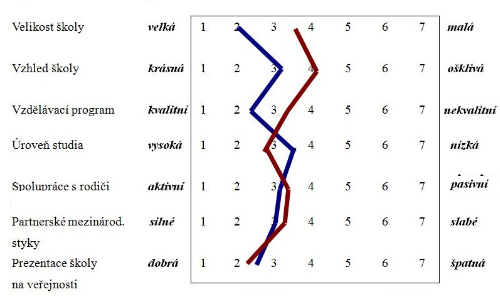 Velikost školy velká 1 2 3 4 5 6 7 malá
Vzhled školy krásná 1 2 3 4 5 6 7 ošklivá
Vzdělávací program kvalitní 1 2 3 4 5 6 7 nekvalitní
Úroveň studia vysoká 1 2 3 4 5 6 7 nízká
Spolupráce s rodiči aktivní 1 2 3 4 5 6 7 pasivní
Partnerské mezinárod. silné 1 2 3 4 5 6 7 slabé
styky
Prezentace školy dobrá 1 2 3 4 5 6 7 špatná
na veřejnosti